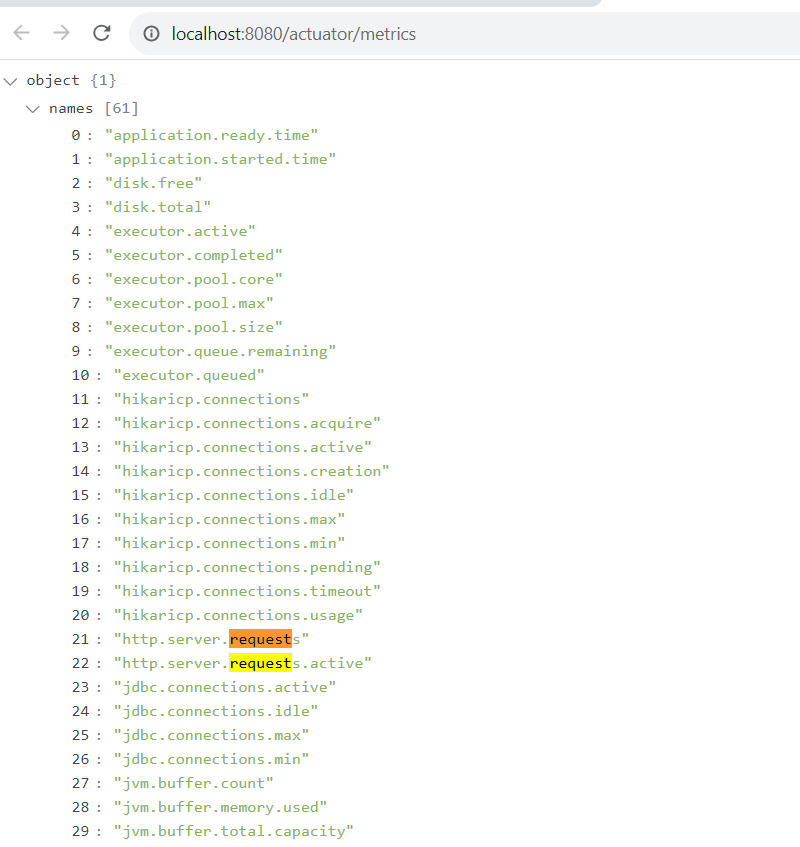 localhost:8080/actuator/metrics
object {1}
names [61]
0 : "application.ready.time"
1 : "application.started.time"
2 : "disk.free"
3 : "disk.total"
4 : "executor.active"
5 : "executor.completed"
6 : "executor.pool.core"
7 : "executor.pool.max"
8 : "executor.pool.size"
9 : "executor.queue.remaining"
10 : "executor.queued"
11 : "hikaricp.connections"
12 : "hikaricp.connections.acquire"
13 : "hikaricp.connections.active"
14 : "hikaricp.connections.creation"
15 : "hikaricp.connections.idle"
16 : "hikaricp.connections.max"
17 : "hikaricp.connections.min"
18 : "hikaricp.connections.pending"
19 : "hikaricp.connections.timeout"
20 : "hikaricp.connections.usage"
21 : "http.server.requests"
22 : "http.server.requests.active"
23 : "jdbc.connections.active"
24 : "jdbc.connections.idle"
25 : "jdbc.connections.max"
26 : "jdbc.connections.min"
27 : "jvm.buffer.count"
28 : "jvm.buffer.memory.used"
29 : "jvm.buffer.total.capacity"